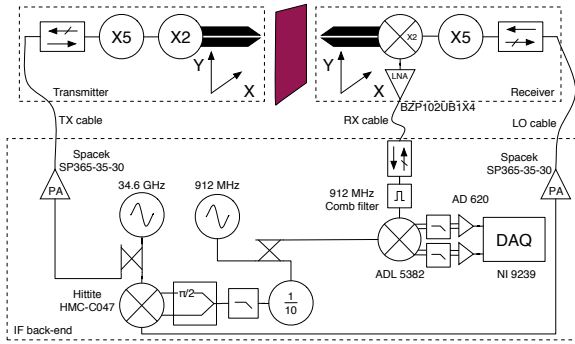 X5
X2
Y
X
Transmitter
TX cable
X2
X5
Y
X
LNA
Receiver
BZP102UB1X4
RX cable
LO cable
Spacek
SP365-35-30
PA
34.6 GHz
912 MHz
912 MHz
Comb filter
AD 620
Spacek
SP365-35-30
PA
DAQ
ADL 5382
NI 9239
Hittite
HMC-C047
π/2
1
10
IF back-end